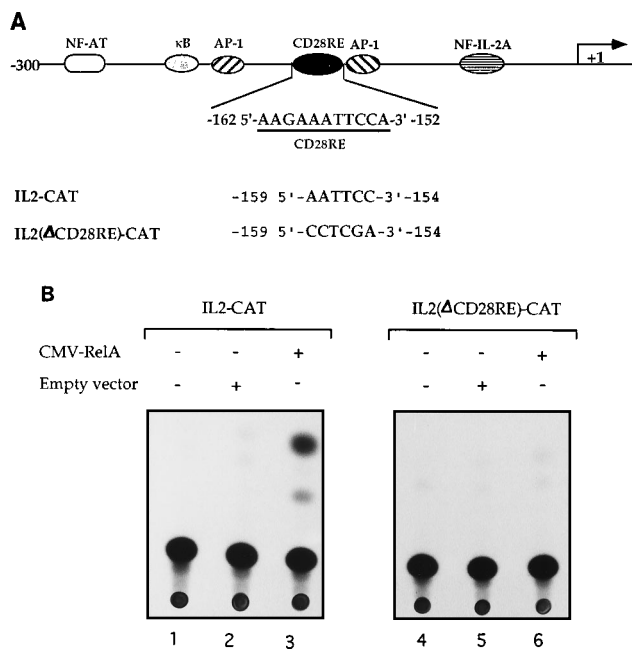 A
NF-AT κB AP-1 CD28RE AP-1 NF-IL-2A
-300 +1
-162 5'-AAGAAATTCCA-3' -152
CD28RE
IL2-CAT -159 5'-AATTCC-3'-154
IL2(ΔCD28RE)-CAT -159 5'-CCTCGA-3'-154
B
IL2-CAT IL2(ΔCD28RE)-CAT
CMV-RelA - - + - - +
Empty vector - + - - + -
1 2 3 4 5 6